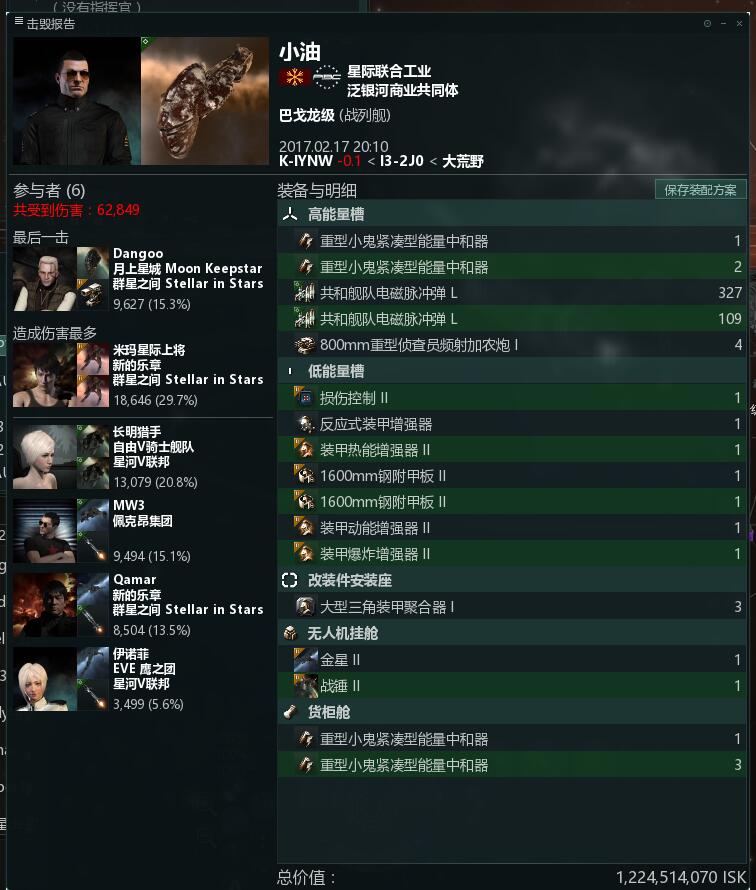 （没有指挥官）
击毁报告
小油
星际联合工业
泛银河商业共同体
巴戈龙级 (战列舰)
2017.02.17 20:10
K-IYNW -0.1 < I3-2J0 < 大荒野
参与者 (6)
共受到伤害：62,849
最后一击
Dangoo
月上星城 Moon Keepstar
群星之间 Stellar in Stars
9,627 (15.3%)
造成伤害最多
米玛星际上将
新的乐章
群星之间 Stellar in Stars
18,646 (29.7%)
长明猎手
自由V骑士舰队
星河V联邦
13,079 (20.8%)
MW3
佩克昂集团
9,494 (15.1%)
Qamar
新的乐章
群星之间 Stellar in Stars
8,504 (13.5%)
伊诺菲
EVE 鹰之团
星河V联邦
3,499 (5.6%)
装备与明细
保存装配方案
高能量槽
重型小鬼紧凑型能量中和器 1
重型小鬼紧凑型能量中和器 2
共和舰队电磁脉冲弹 L 327
共和舰队电磁脉冲弹 L 109
800mm重型侦查员频射加农炮 I 4
低能量槽
损伤控制 II 1
反应式装甲增强器 1
装甲热能增强器 II 1
1600mm钢附甲板 II 1
1600mm钢附甲板 II 1
装甲动能增强器 II 1
装甲爆炸增强器 II 1
改装件安装座
大型三角装甲聚合器 I 3
无人机挂舱
金星 II 1
战锤 II 1
货柜舱
重型小鬼紧凑型能量中和器 1
重型小鬼紧凑型能量中和器 3
总价值： 1,224,514,070 ISK